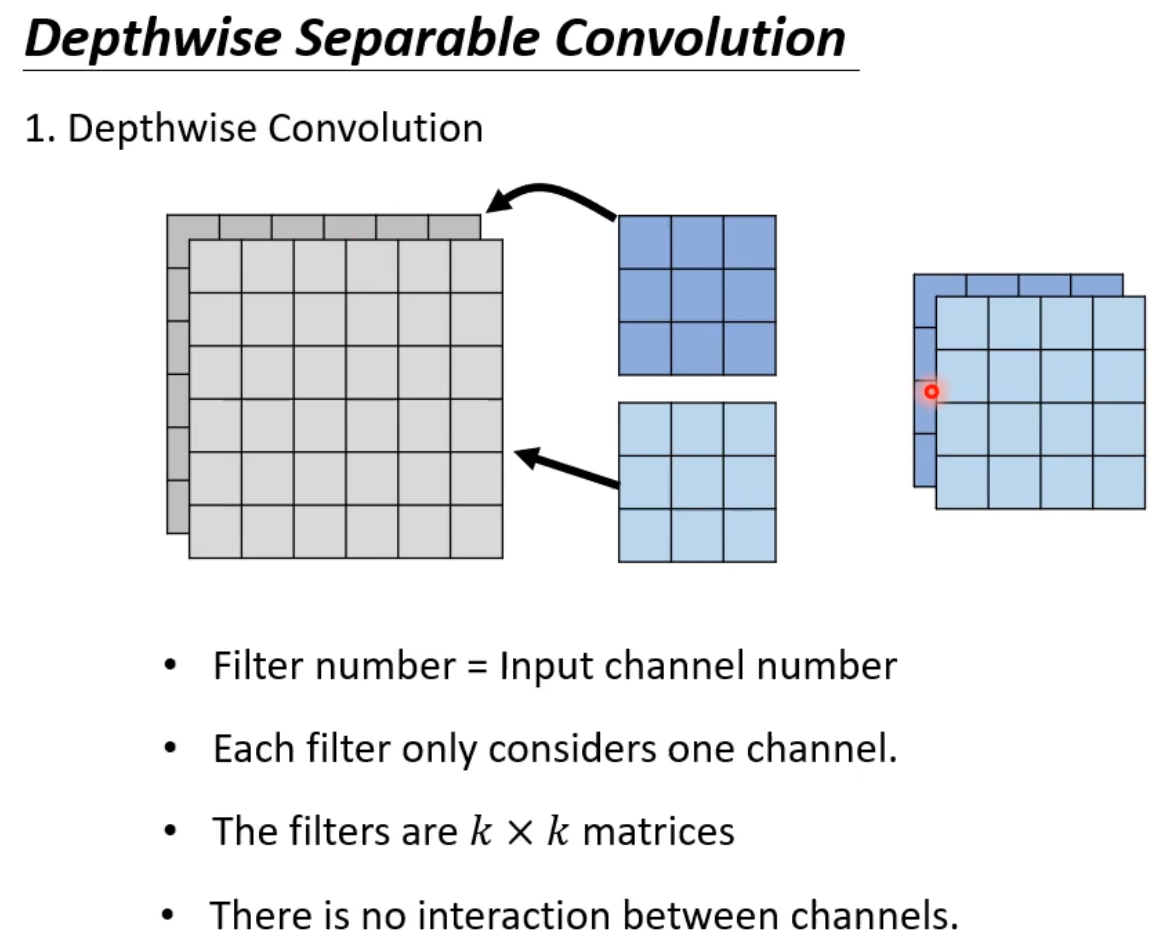 Depthwise Separable Convolution
1. Depthwise Convolution
• Filter number = Input channel number
• Each filter only considers one channel.
• The filters are k × k matrices
• There is no interaction between channels.